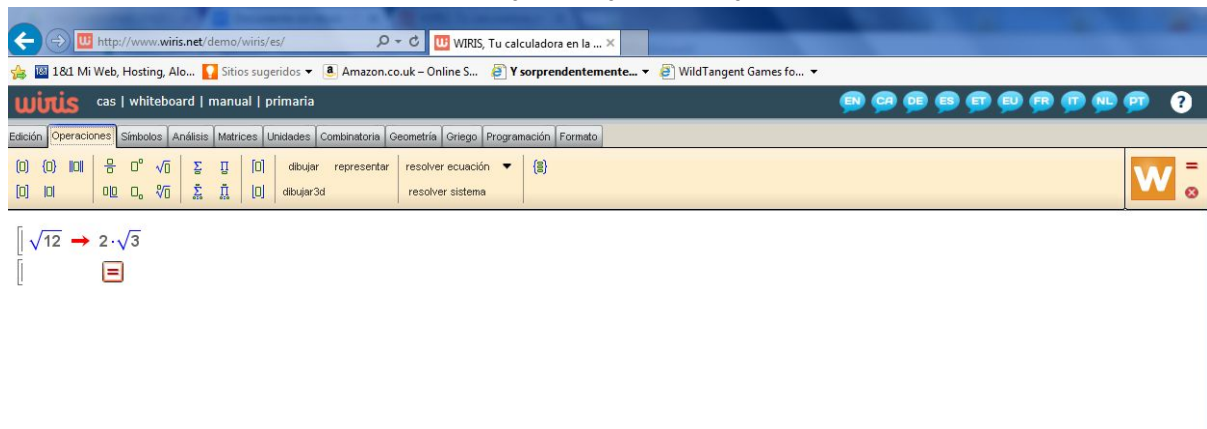 http://www.wiris.net/demo/wiris/es/ WIRIS, Tu calculadora en la ... ×
1&1 Mi Web, Hosting, Alo... Sitios sugeridos ▼ Amazon.co.uk – Online S... Y sorprendentemente... ▼ WildTangent Games fo... ▼
wiris cas | whiteboard | manual | primaria EN CA DE ES ET EU FR IT NL PT ?
Edición Operaciones Símbolos Análisis Matrices Unidades Combinatoria Geometría Griego Programación Formato
dibujar representar resolver ecuación ▼
dibujar3d resolver sistema
W =
√12 → 2·√3
=